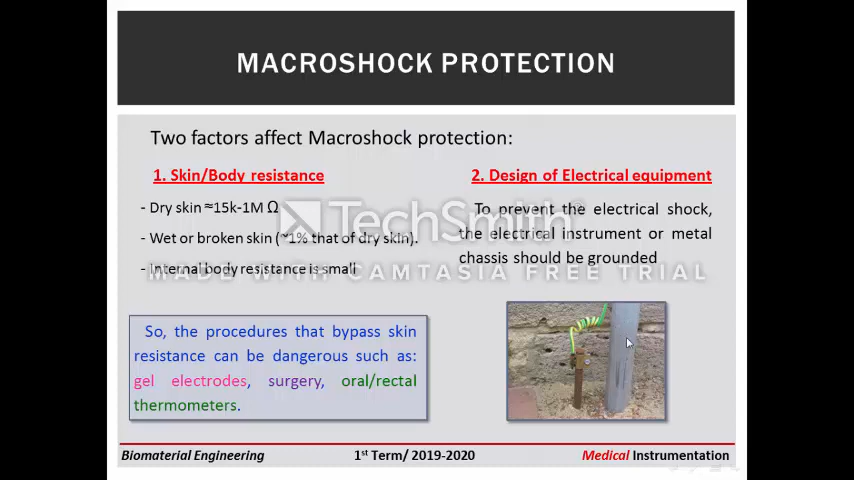 MACROSHOCK PROTECTION
Two factors affect Macroshock protection:
1. Skin/Body resistance
- Dry skin ≈15k-1M Ω
- Wet or broken skin (~1% that of dry skin).
- Internal body resistance is small
So, the procedures that bypass skin
resistance can be dangerous such as:
gel electrodes, surgery, oral/rectal
thermometers.
2. Design of Electrical equipment
To prevent the electrical shock,
the electrical instrument or metal
chassis should be grounded
TechSmith
MADE WITH CAMTASIA FREE TRIAL
Biomaterial Engineering
1st Term/ 2019-2020
Medical Instrumentation